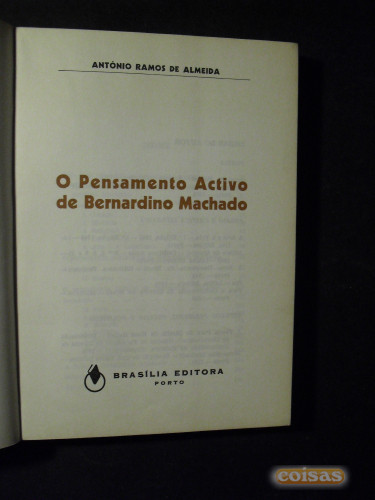 ANTÓNIO RAMOS DE ALMEIDA
O Pensamento Activo
de Bernardino Machado
BRASÍLIA EDITORA
PORTO
coisas